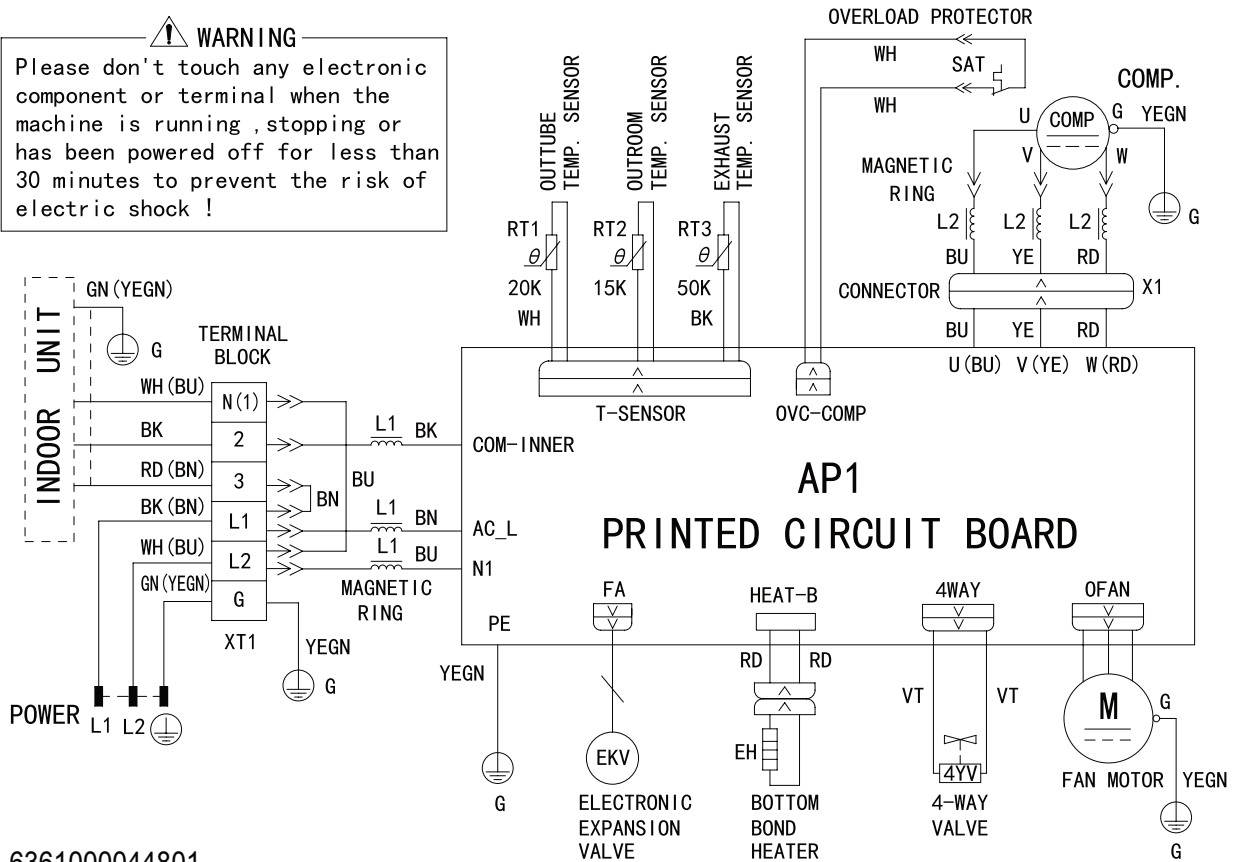 WARNING
Please don't touch any electronic
component or terminal when the
machine is running ,stopping or
has been powered off for less than
30 minutes to prevent the risk of
electric shock !
OVERLOAD PROTECTOR
WH
SAT
WH
COMP.
U
COMP
G
YEGN
V
W
MAGNETIC
RING
G
L2
L2
L2
BU
YE
RD
CONNECTOR
X1
BU
YE
RD
U(BU)
V(YE)
W(RD)
OUTTUBE
TEMP. SENSOR
OUTROOM
TEMP. SENSOR
EXHAUST
TEMP. SENSOR
RT1
RT2
RT3
θ
θ
θ
20K
15K
50K
WH
BK
T-SENSOR
OVC-COMP
INDOOR UNIT
GN(YEGN)
G
TERMINAL
BLOCK
WH(BU)
N(1)
BK
2
RD(BN)
3
BK(BN)
L1
WH(BU)
L2
GN(YEGN)
G
XT1
BU
BN
L1
BK
COM-INNER
L1
BN
AC_L
L1
BU
N1
MAGNETIC
RING
PE
YEGN
G
YEGN
G
POWER
L1
L2
AP1
PRINTED CIRCUIT BOARD
FA
HEAT-B
4WAY
OFAN
RD
RD
VT
VT
EKV
EH
4YV
M
G
ELECTRONIC
EXPANSION
VALVE
BOTTOM
BOND
HEATER
4-WAY
VALVE
FAN MOTOR
YEGN
G
6361000044801